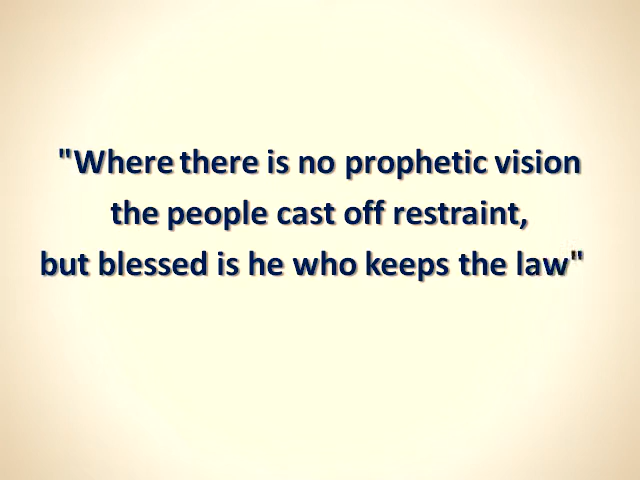 "Where there is no prophetic vision
the people cast off restraint,
but blessed is he who keeps the law"